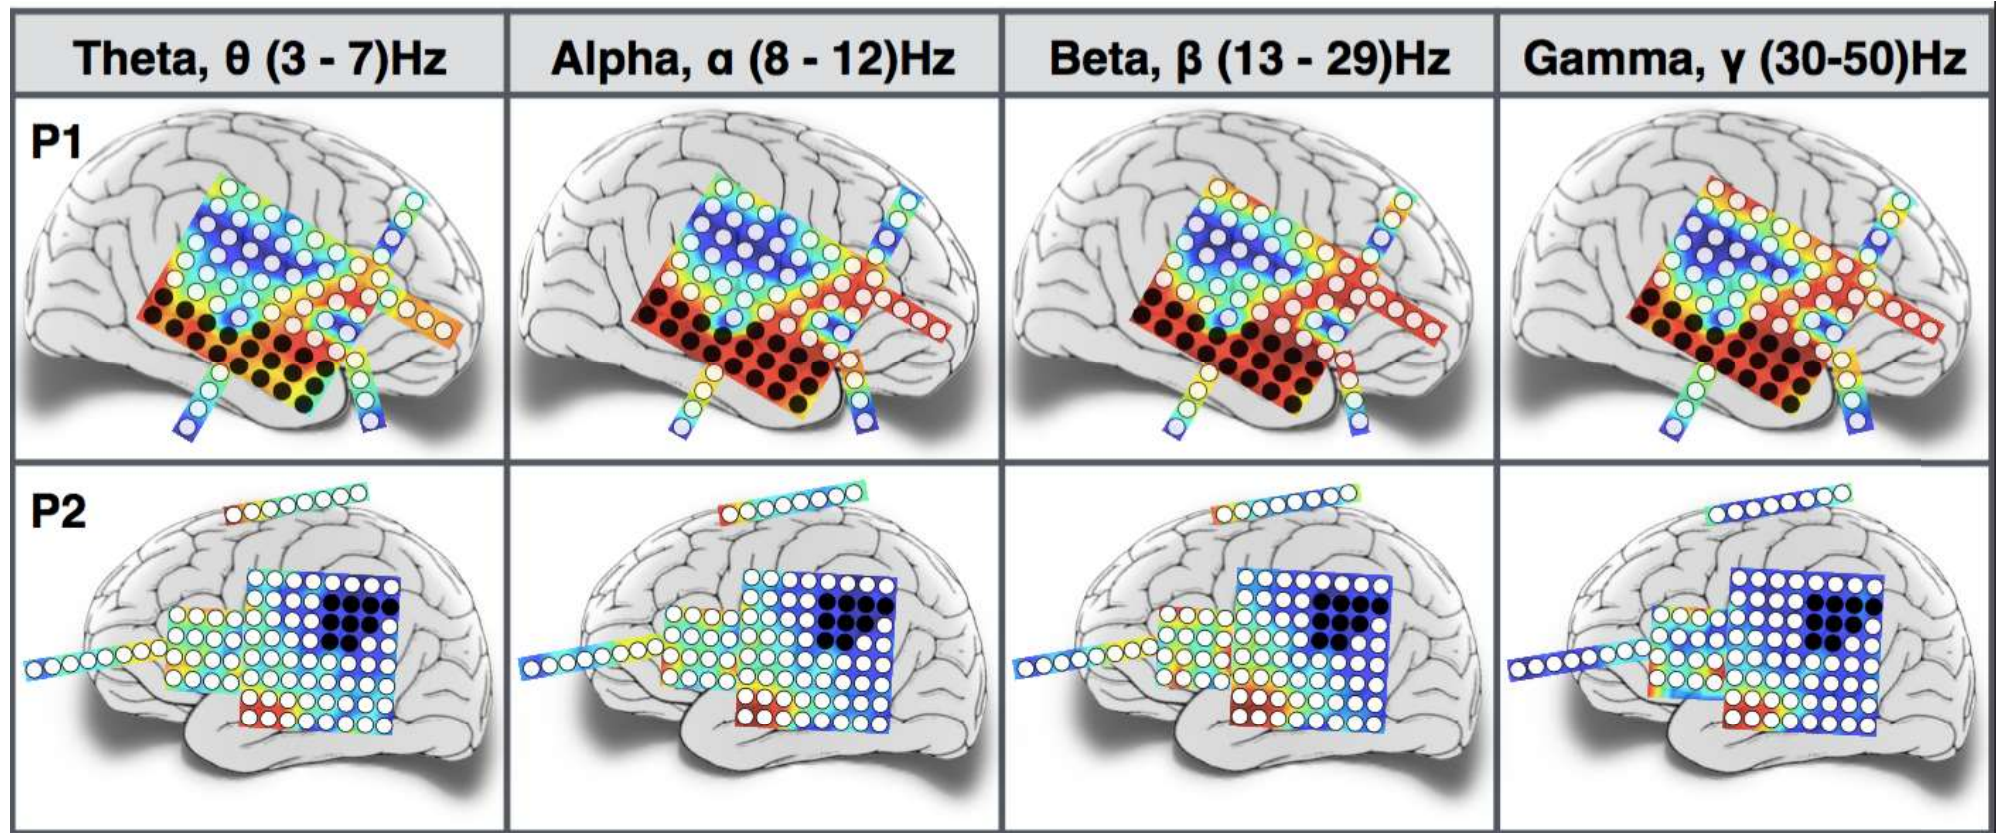 Theta, θ (3 - 7)Hz
Alpha, α (8 - 12)Hz
Beta, β (13 - 29)Hz
Gamma, γ (30-50)Hz
P1
P2